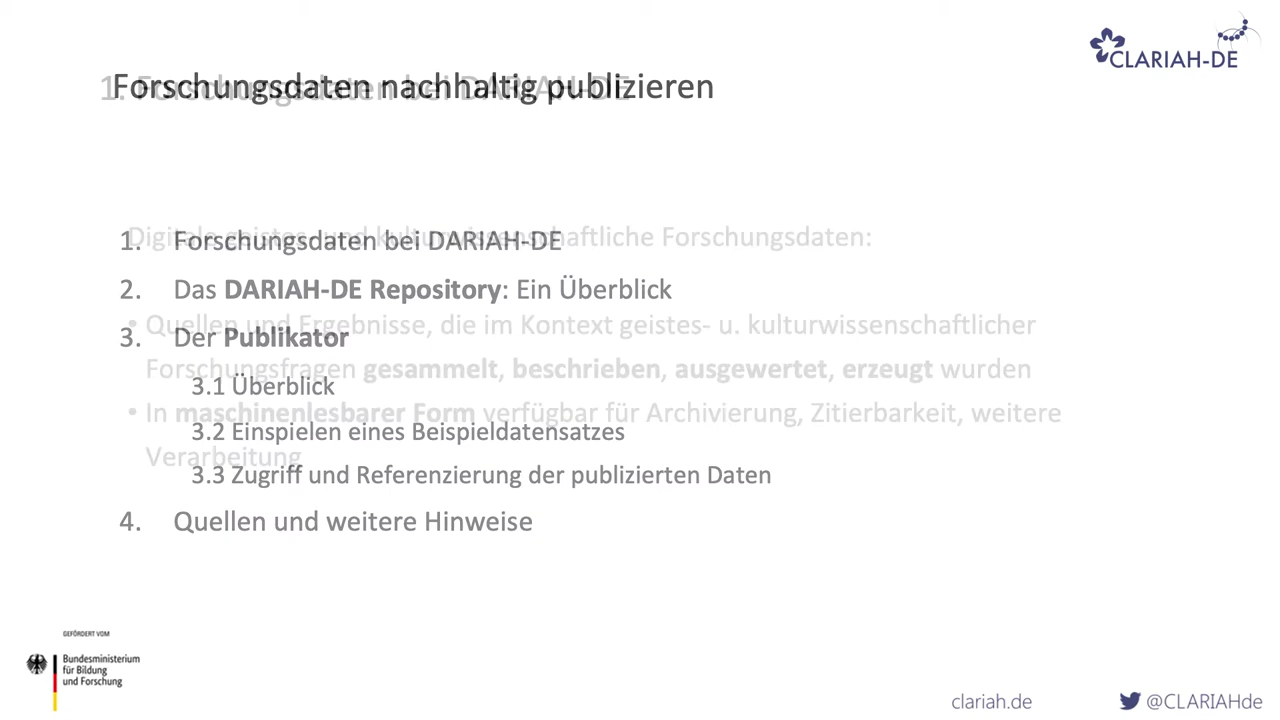 CLARIAH-DE
Forschungsdaten nachhaltig publizieren
1. Forschungsdaten bei DARIAH-DE
1. Forschungsdaten bei DARIAH-DE
2. Das DARIAH-DE Repository: Ein Überblick
3. Der Publikator
3.1 Überblick
3.2 Einspielen eines Beispieldatensatzes
3.3 Zugriff und Referenzierung der publizierten Daten
4. Quellen und weitere Hinweise
Digitale geistes- und kulturwissenschaftliche Forschungsdaten:
• Quellen und Ergebnisse, die im Kontext geistes- u. kulturwissenschaftlicher
Forschungsfragen gesammelt, beschrieben, ausgewertet, erzeugt wurden
• In maschinenlesbarer Form verfügbar für Archivierung, Zitierbarkeit, weitere
Verarbeitung
GEFÖRDERT VOM
Bundesministerium
für Bildung
und Forschung
clariah.de
@CLARIAHde